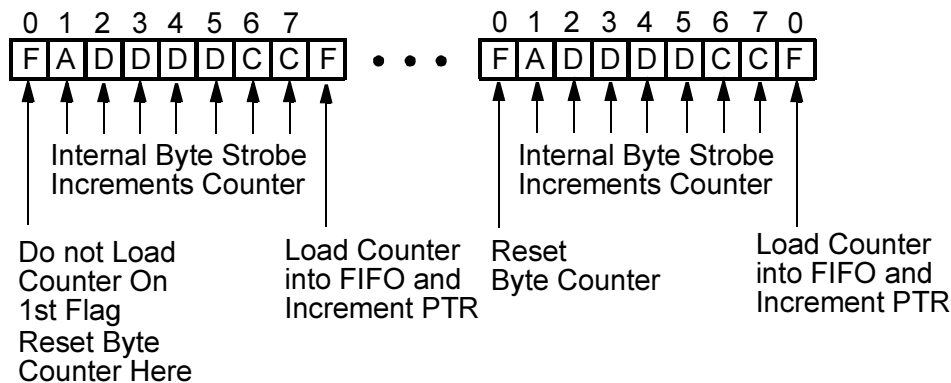 0 1 2 3 4 5 6 7
F A D D D D C C F
• • •
0 1 2 3 4 5 6 7 0
F A D D D D C C F
Internal Byte Strobe
Increments Counter
Internal Byte Strobe
Increments Counter
Do not Load
Counter On
1st Flag
Reset Byte
Counter Here
Load Counter
into FIFO and
Increment PTR
Reset
Byte Counter
Load Counter
into FIFO and
Increment PTR